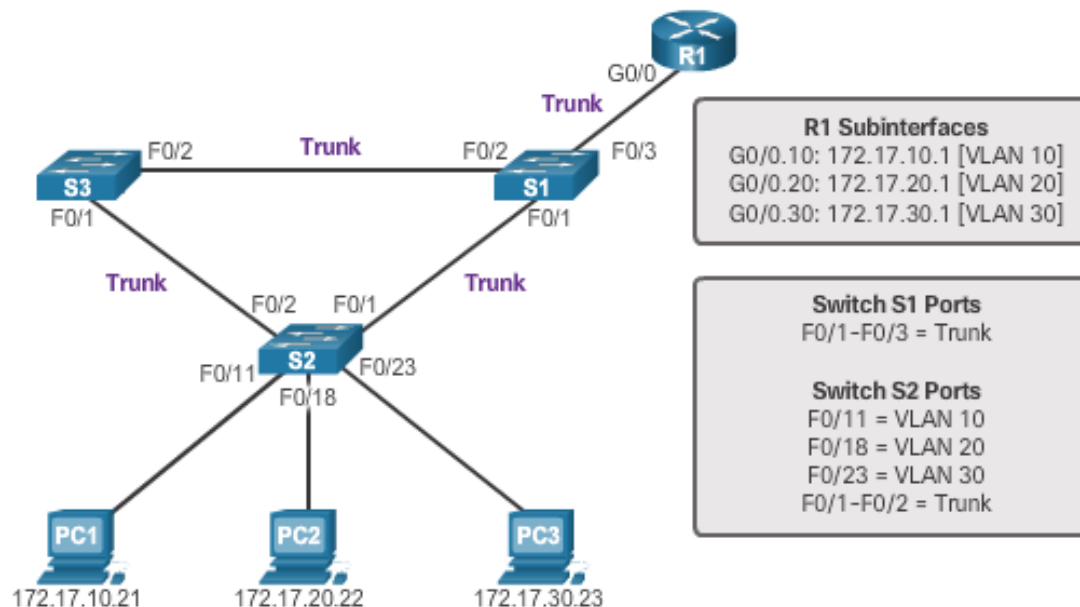 R1
G0/0
Trunk
F0/2
Trunk
F0/2
F0/3
S3
S1
F0/1
F0/1
Trunk
Trunk
F0/2
F0/1
S2
F0/11
F0/18
F0/23
PC1
PC2
PC3
172.17.10.21
172.17.20.22
172.17.30.23
R1 Subinterfaces
G0/0.10: 172.17.10.1 [VLAN 10]
G0/0.20: 172.17.20.1 [VLAN 20]
G0/0.30: 172.17.30.1 [VLAN 30]
Switch S1 Ports
F0/1-F0/3 = Trunk
Switch S2 Ports
F0/11 = VLAN 10
F0/18 = VLAN 20
F0/23 = VLAN 30
F0/1-F0/2 = Trunk